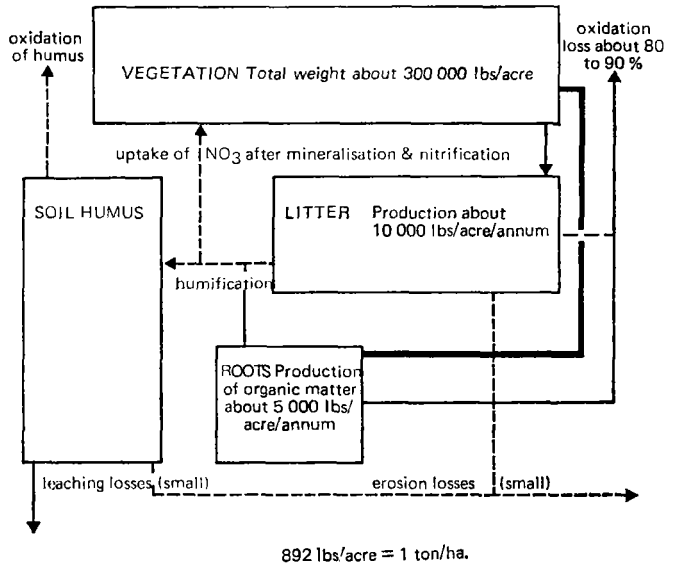 oxidation
of humus
VEGETATION Total weight about 300 000 lbs/acre
oxidation
loss about 80
to 90 %
uptake of NO3 after mineralisation & nitrification
SOIL HUMUS
LITTER Production about
10 000 lbs/acre/annum
humification
ROOTS Production
of organic matter
about 5 000 lbs/
acre/annum
leaching losses (small)
erosion losses (small)
892 lbs/acre = 1 ton/ha.